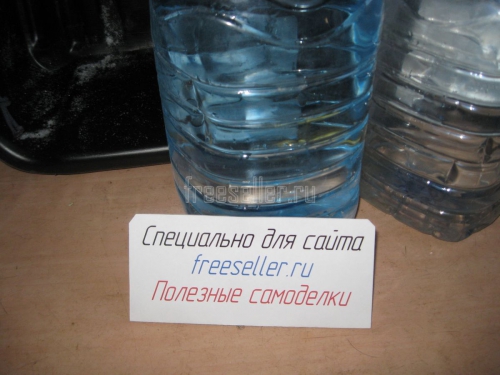 freeseller.ru
Специально для сайта
freeseller.ru
Полезные самоделки